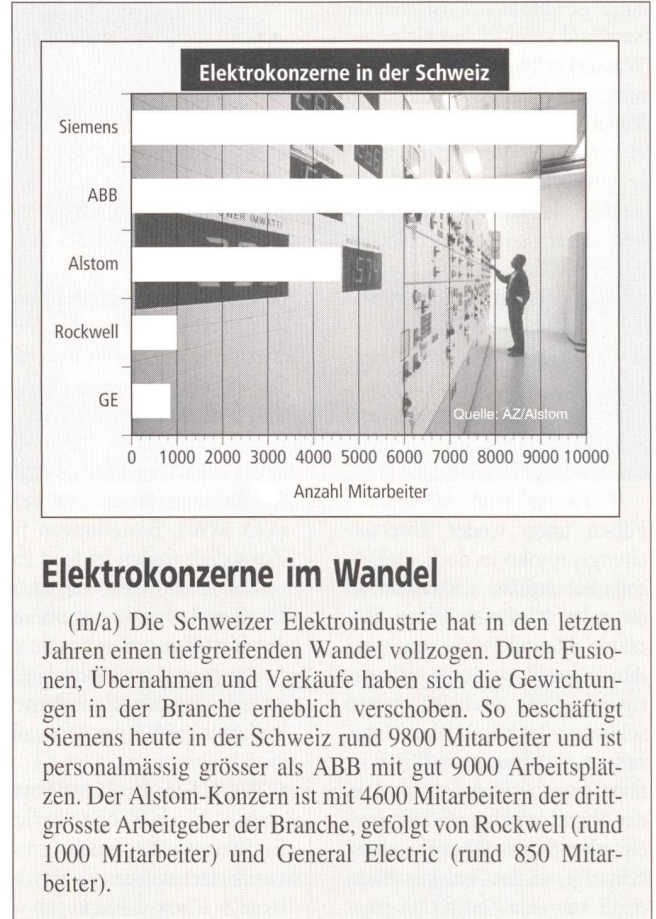 Elektrokonzerne in der Schweiz
Siemens
ABB
Alstom
Rockwell
GE
POWER (MWATT)
574
Quelle: AZ/Alstom
0 1000 2000 3000 4000 5000 6000 7000 8000 9000 10000
Anzahl Mitarbeiter
Elektrokonzerne im Wandel
(m/a) Die Schweizer Elektroindustrie hat in den letzten
Jahren einen tiefgreifenden Wandel vollzogen. Durch Fusio-
nen, Übernahmen und Verkäufe haben sich die Gewichtun-
gen in der Branche erheblich verschoben. So beschäftigt
Siemens heute in der Schweiz rund 9800 Mitarbeiter und ist
personalmässig grösser als ABB mit gut 9000 Arbeitsplät-
zen. Der Alstom-Konzern ist mit 4600 Mitarbeitern der dritt-
grösste Arbeitgeber der Branche, gefolgt von Rockwell (rund
1000 Mitarbeiter) und General Electric (rund 850 Mitar-
beiter).